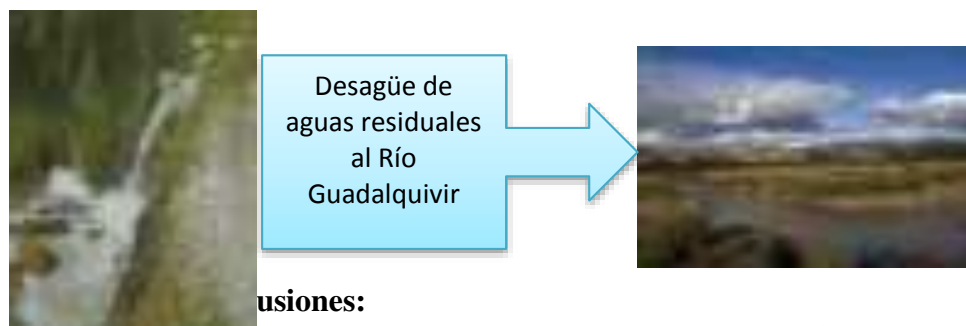 Desagüe de
aguas residuales
al Río
Guadalquivir
usiones: